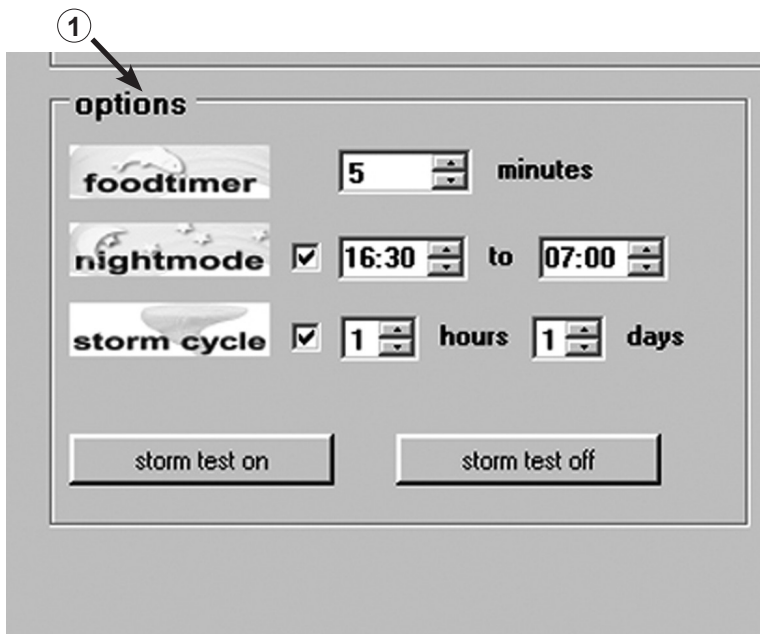 1
options
foodtimer 5 minutes
nightmode 16:30 to 07:00
storm cycle 1 hours 1 days
storm test on storm test off